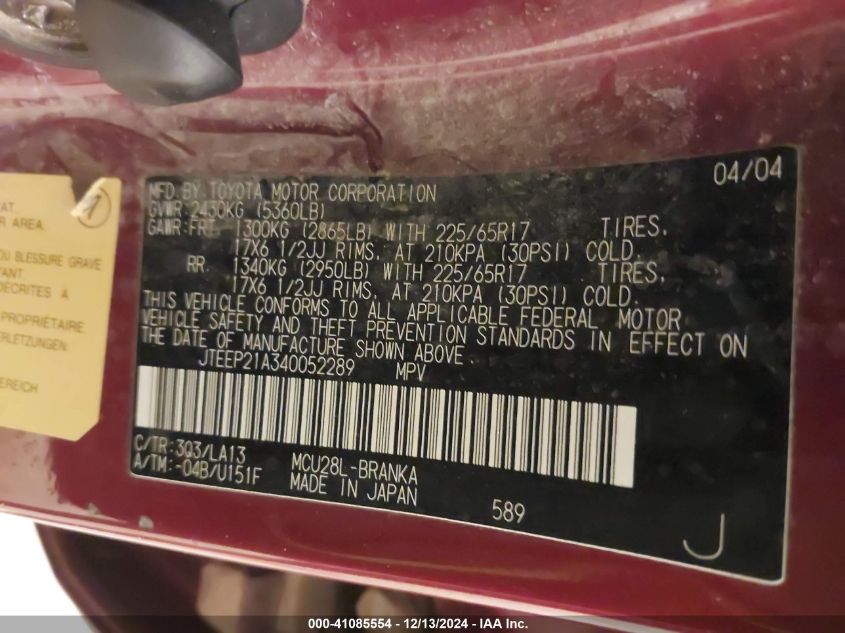 04/04
MFD. BY TOYOTA MOTOR CORPORATION
GVWR: 2430KG (5360LB)
GAWR: FRT. 1300KG (2865LB) WITH 225/65R17 TIRES,
17X6 1/2JJ RIMS, AT 210KPA (30PSI) COLD.
RR. 1340KG (2950LB) WITH 225/65R17 TIRES,
17X6 1/2JJ RIMS, AT 210KPA (30PSI) COLD.
THIS VEHICLE CONFORMS TO ALL APPLICABLE FEDERAL MOTOR
VEHICLE SAFETY AND THEFT PREVENTION STANDARDS IN EFFECT ON
THE DATE OF MANUFACTURE SHOWN ABOVE.
JTEEP21A340052289 MPV
C/TR: 3Q3/LA13
A/TM: -04B/U151F
MCU28L-BRANKA
MADE IN JAPAN
589
J
AREA.
BLESSURE GRAVE
DÉCRITES A
PROPRIÉTAIRE
000-41085554 - 12/13/2024 - IAA Inc.